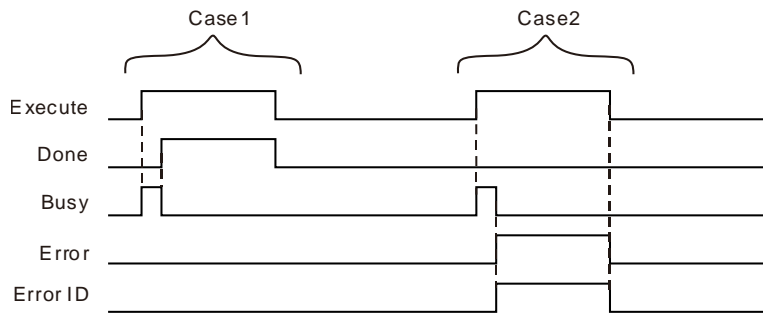 Case1
Case2
Execute
Done
Busy
Error
Error ID